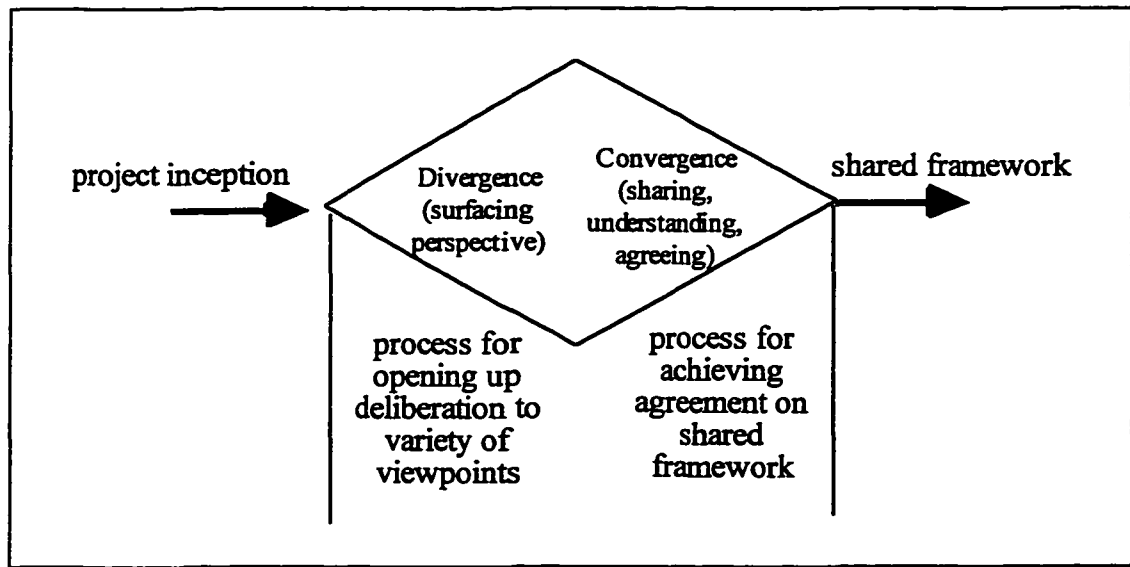 project inception
Divergence
(surfacing
perspective)
Convergence
(sharing,
understanding,
agreeing)
shared framework
process for
opening up
deliberation to
variety of
viewpoints
process for
achieving
agreement on
shared
framework